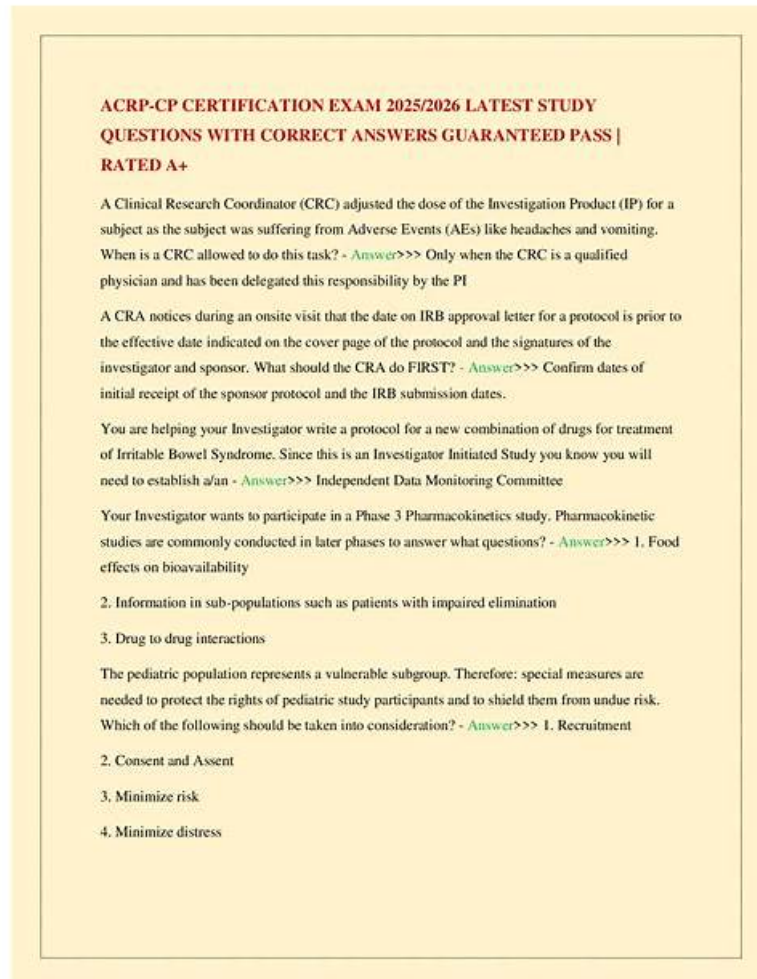 ACRP-CP CERTIFICATION EXAM 2025/2026 LATEST STUDY
QUESTIONS WITH CORRECT ANSWERS GUARANTEED PASS |
RATED A+
A Clinical Research Coordinator (CRC) adjusted the dose of the Investigation Product (IP) for a
subject as the subject was suffering from Adverse Events (AEs) like headaches and vomiting.
When is a CRC allowed to do this task? - Answer>>> Only when the CRC is a qualified
physician and has been delegated this responsibility by the PI
A CRA notices during an onsite visit that the date on IRB approval letter for a protocol is prior to
the effective date indicated on the cover page of the protocol and the signatures of the
investigator and sponsor. What should the CRA do FIRST? - Answer>>> Confirm dates of
initial receipt of the sponsor protocol and the IRB submission dates.
You are helping your Investigator write a protocol for a new combination of drugs for treatment
of Irritable Bowel Syndrome. Since this is an Investigator Initiated Study you know you will
need to establish a/an - Answer>>> Independent Data Monitoring Committee
Your Investigator wants to participate in a Phase 3 Pharmacokinetics study. Pharmacokinetic
studies are commonly conducted in later phases to answer what questions? - Answer>>> 1. Food
effects on bioavailability
2. Information in sub-populations such as patients with impaired elimination
3. Drug to drug interactions
The pediatric population represents a vulnerable subgroup. Therefore: special measures are
needed to protect the rights of pediatric study participants and to shield them from undue risk.
Which of the following should be taken into consideration? - Answer>>> 1. Recruitment
2. Consent and Assent
3. Minimize risk
4. Minimize distress